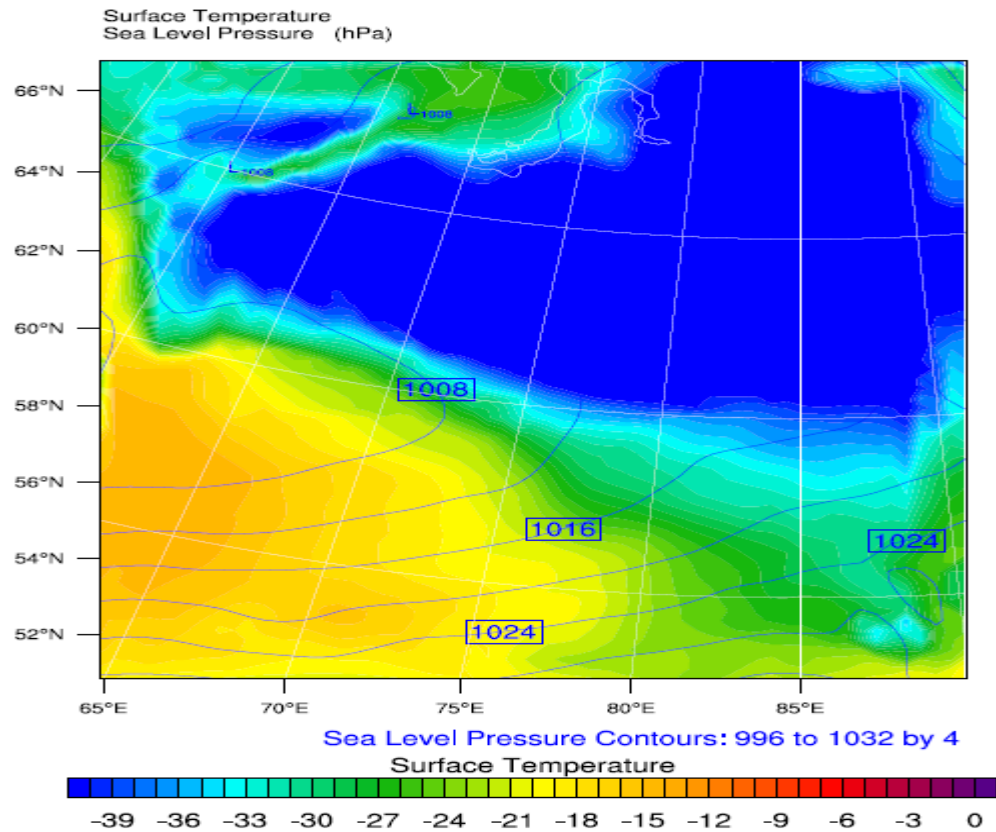 Surface Temperature
Sea Level Pressure (hPa)
66°N
64°N
62°N
60°N
58°N
56°N
54°N
52°N
L 1008
L 1008
1008
1016
1024
1024
65°E 70°E 75°E 80°E 85°E
Sea Level Pressure Contours: 996 to 1032 by 4
Surface Temperature
-39 -36 -33 -30 -27 -24 -21 -18 -15 -12 -9 -6 -3 0